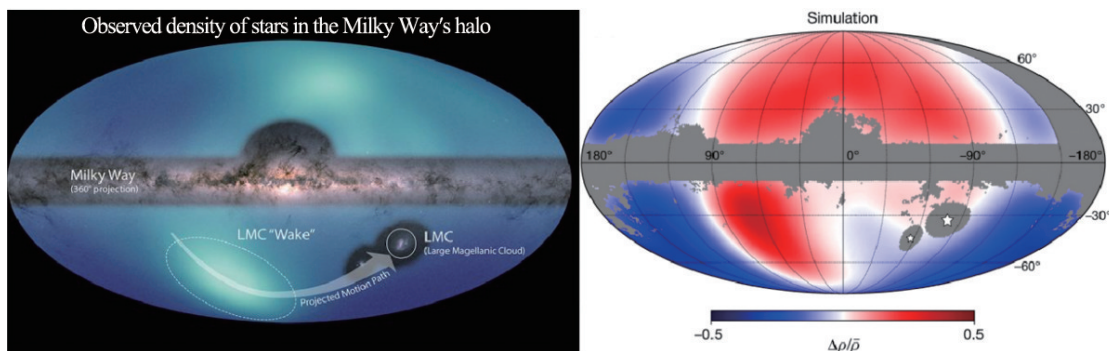 Observed density of stars in the Milky Way's halo
Milky Way
(360° projection)
LMC "Wake"
LMC
(Large Magellanic Cloud)
Projected Motion Path
Simulation
60°
30°
180°
90°
0°
−90°
−180°
−30°
−60°
−0.5
0.5
Δρ/ρ̄